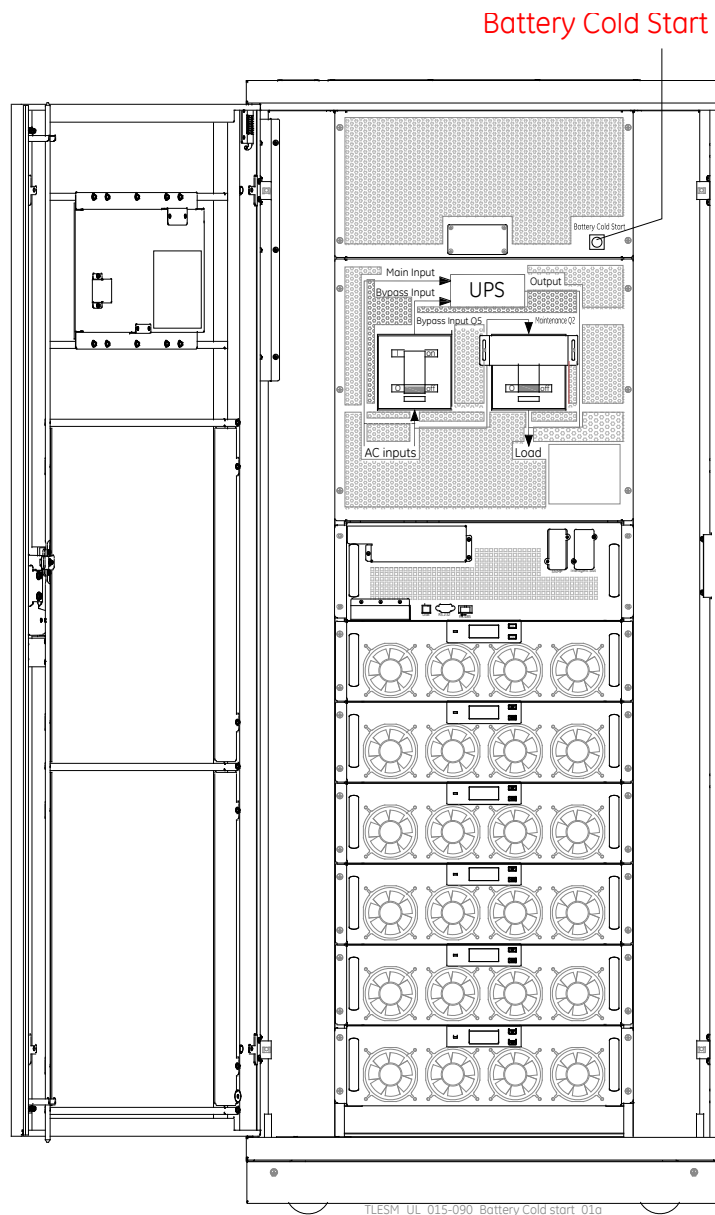 Battery Cold Start
Battery Cold Start
Main Input
UPS
Output
Bypass Input
Bypass Input Q5
Maintenance Q2
on
O off
O off
AC inputs
Load
TLESM_UL_015-090_Battery Cold start_01a